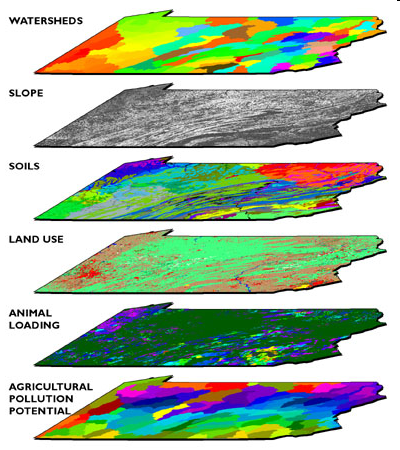 WATERSHEDS
SLOPE
SOILS
LAND USE
ANIMAL
LOADING
AGRICULTURAL
POLLUTION
POTENTIAL